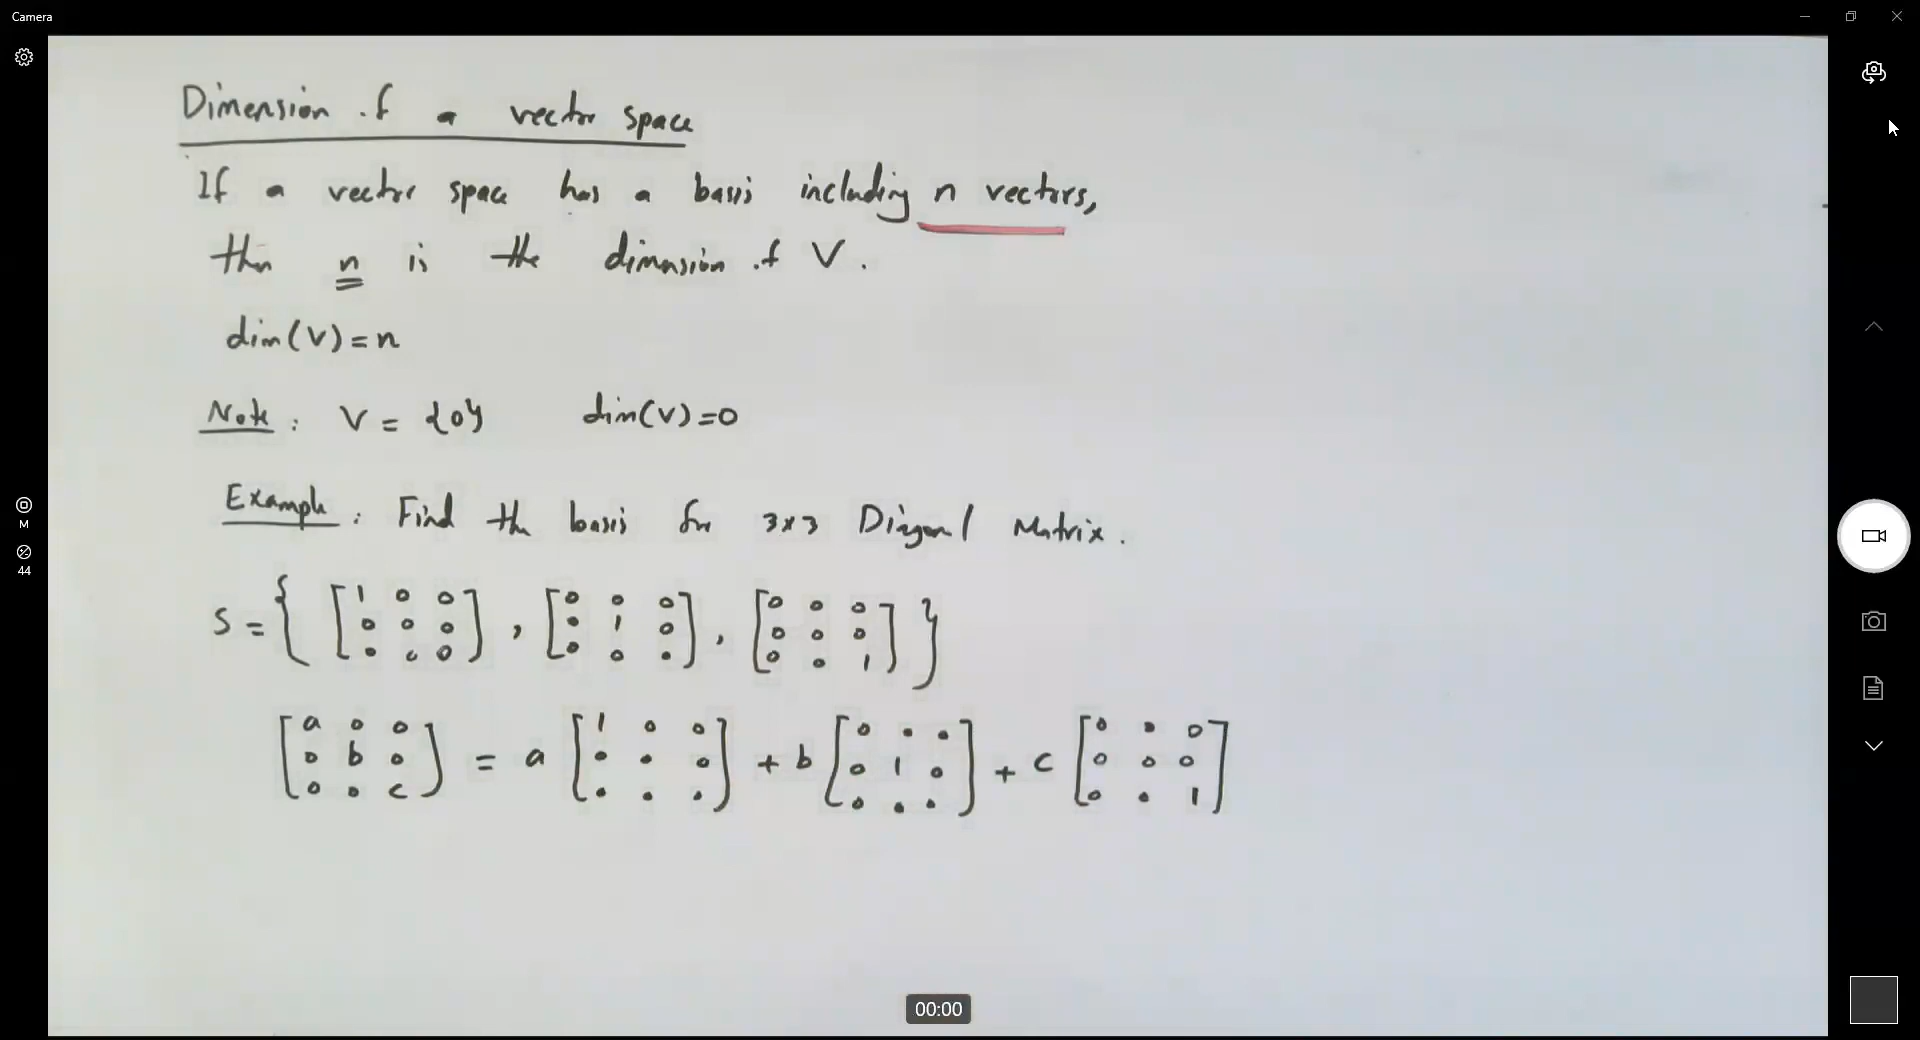 Camera
Dimension of a vector space
If a vector space has a basis including n vectors,
then n is the dimension of V.
dim(V) = n
Note : V = {0} dim(V) = 0
Example : Find the basis for 3x3 Diagonal Matrix.
S = { [1 0 0; 0 0 0; 0 0 0] , [0 0 0; 0 1 0; 0 0 0] , [0 0 0; 0 0 0; 0 0 1] }
[a 0 0; 0 b 0; 0 0 c] = a [1 0 0; 0 0 0; 0 0 0] + b [0 0 0; 0 1 0; 0 0 0] + c [0 0 0; 0 0 0; 0 0 1]
M
44
00:00